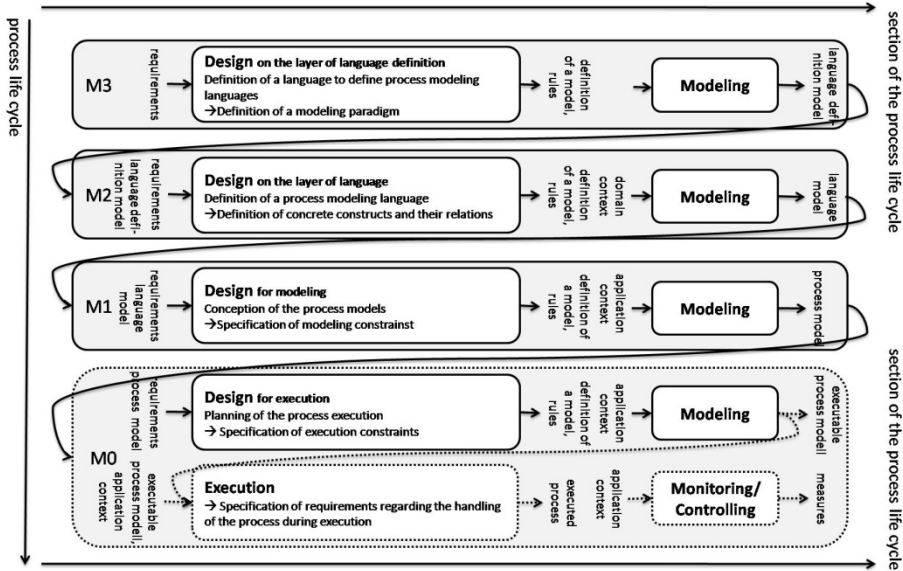 process life cycle
section of the process life cycle
M3
requirements
Design on the layer of language definition
Definition of a language to define process modeling
languages
→Definition of a modeling paradigm
definition
of a model,
rules
Modeling
language defi-
nition model
M2
requirements
language defi-
nition model
Design on the layer of language
Definition of a process modeling language
→Definition of concrete constructs and their relations
domain
context
definition
of a model,
rules
Modeling
language
model
M1
requirements
language
model
Design for modeling
Conception of the process models
→Specification of modeling constrainst
application
context
definition of
a model,
rules
Modeling
process model
section of the process life cycle
M0
requirements
process model
Design for execution
Planning of the process execution
→ Specification of execution constraints
application
context
definition of
a model,
rules
Modeling
executable
process modell
executable
process modell,
application
context
Execution
→ Specification of requirements regarding the handling
of the process during execution
application
context
executed
process
Monitoring/
Controlling
measures